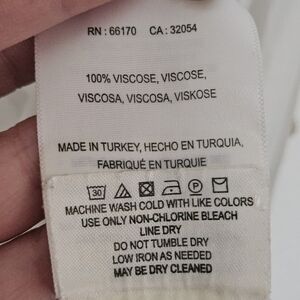 RN : 66170 CA : 32054
100% VISCOSE, VISCOSE,
VISCOSA, VISCOSA, VISKOSE
MADE IN TURKEY, HECHO EN TURQUIA,
FABRIQUÉ EN TURQUIE
30 P
MACHINE WASH COLD WITH LIKE COLORS
USE ONLY NON-CHLORINE BLEACH
LINE DRY
DO NOT TUMBLE DRY
LOW IRON AS NEEDED
MAY BE DRY CLEANED